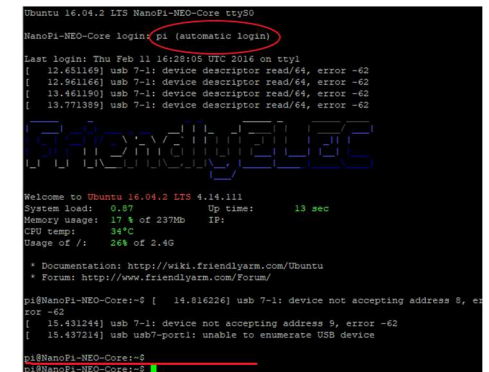 Ubuntu 16.04.2 LTS NanoPi-NEO-Core ttyS0
NanoPi-NEO-Core login: pi (automatic login)
Last login: Thu Feb 11 16:28:05 UTC 2016 on tty1
[   12.651169] usb 7-1: device descriptor read/64, error -62
[   12.961166] usb 7-1: device descriptor read/64, error -62
[   13.461190] usb 7-1: device descriptor read/64, error -62
[   13.771389] usb 7-1: device descriptor read/64, error -62
FriendlyELEC
Welcome to Ubuntu 16.04.2 LTS 4.14.111
System load:   0.87   Up time:   13 sec
Memory usage:  17 % of 237Mb   IP:
CPU temp:      34°C
Usage of /:    26% of 2.4G
* Documentation: http://wiki.friendlyarm.com/Ubuntu
* Forum: http://www.friendlyarm.com/Forum/
pi@NanoPi-NEO-Core:~$ [   14.816226] usb 7-1: device not accepting address 8, er
ror -62
[   15.431244] usb 7-1: device not accepting address 9, error -62
[   15.437214] usb usb7-port1: unable to enumerate USB device
pi@NanoPi-NEO-Core:~$
pi@NanoPi-NEO-Core:~$